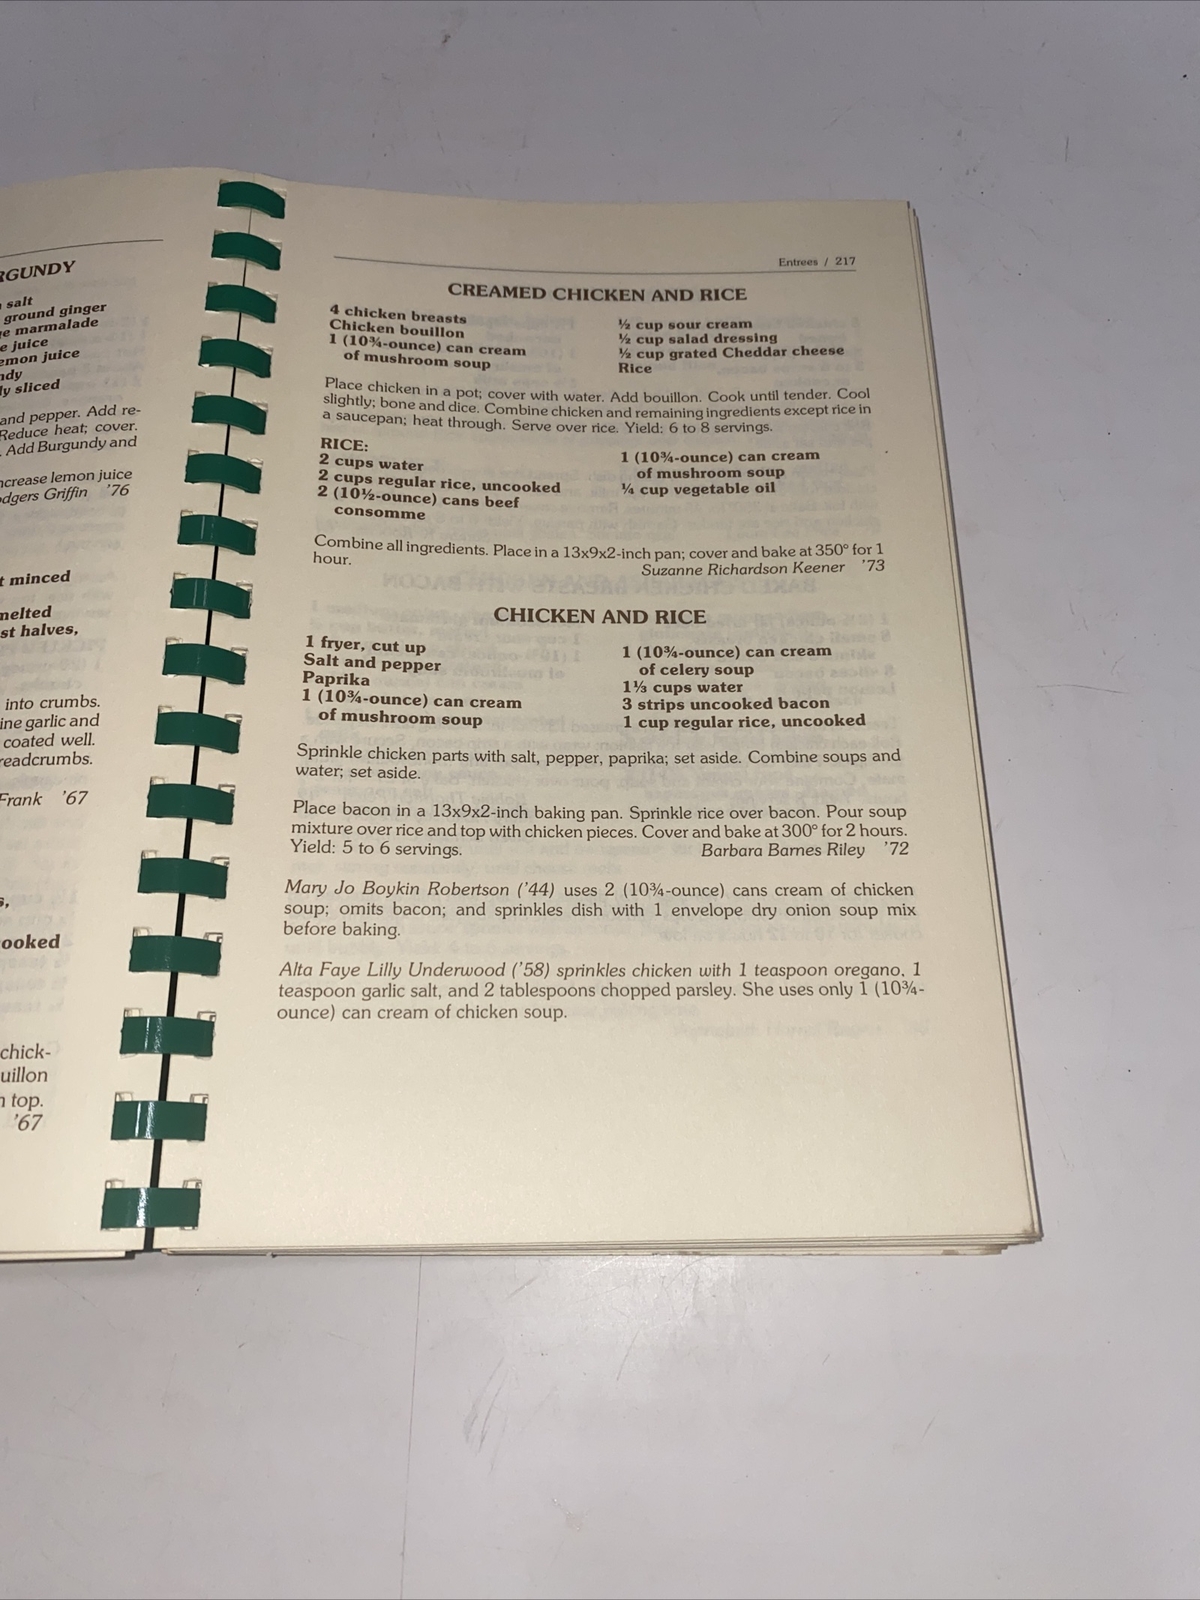 RGUNDY
salt
ground ginger
marmalade
juice
juice
sliced
and pepper. Add re-
Reduce heat; cover.
Add Burgundy and
increase lemon juice
Griffin '76
minced
melted
halves,
into crumbs.
garlic and
coated well.
Frank '67
chick-
top.
'67
Entrees / 217
CREAMED CHICKEN AND RICE
4 chicken breasts
Chicken bouillon
1 (10¾-ounce) can cream
of mushroom soup
½ cup sour cream
½ cup salad dressing
½ cup grated Cheddar cheese
Rice
Place chicken in a pot; cover with water. Add bouillon. Cook until tender. Cool
slightly; bone and dice. Combine chicken and remaining ingredients except rice in
a saucepan; heat through. Serve over rice. Yield: 6 to 8 servings.
RICE:
2 cups water
2 cups regular rice, uncooked
2 (10½-ounce) cans beef
consomme
1 (10¾-ounce) can cream
of mushroom soup
¼ cup vegetable oil
Combine all ingredients. Place in a 13x9x2-inch pan; cover and bake at 350° for 1
hour. Suzanne Richardson Keener '73
CHICKEN AND RICE
1 fryer, cut up
Salt and pepper
Paprika
1 (10¾-ounce) can cream
of mushroom soup
1 (10¾-ounce) can cream
of celery soup
1⅓ cups water
3 strips uncooked bacon
1 cup regular rice, uncooked
Sprinkle chicken parts with salt, pepper, paprika; set aside. Combine soups and
water; set aside.
Place bacon in a 13x9x2-inch baking pan. Sprinkle rice over bacon. Pour soup
mixture over rice and top with chicken pieces. Cover and bake at 300° for 2 hours.
Yield: 5 to 6 servings. Barbara Barnes Riley '72
Mary Jo Boykin Robertson ('44) uses 2 (10¾-ounce) cans cream of chicken
soup; omits bacon; and sprinkles dish with 1 envelope dry onion soup mix
before baking.
Alta Faye Lilly Underwood ('58) sprinkles chicken with 1 teaspoon oregano, 1
teaspoon garlic salt, and 2 tablespoons chopped parsley. She uses only 1 (10¾-
ounce) can cream of chicken soup.